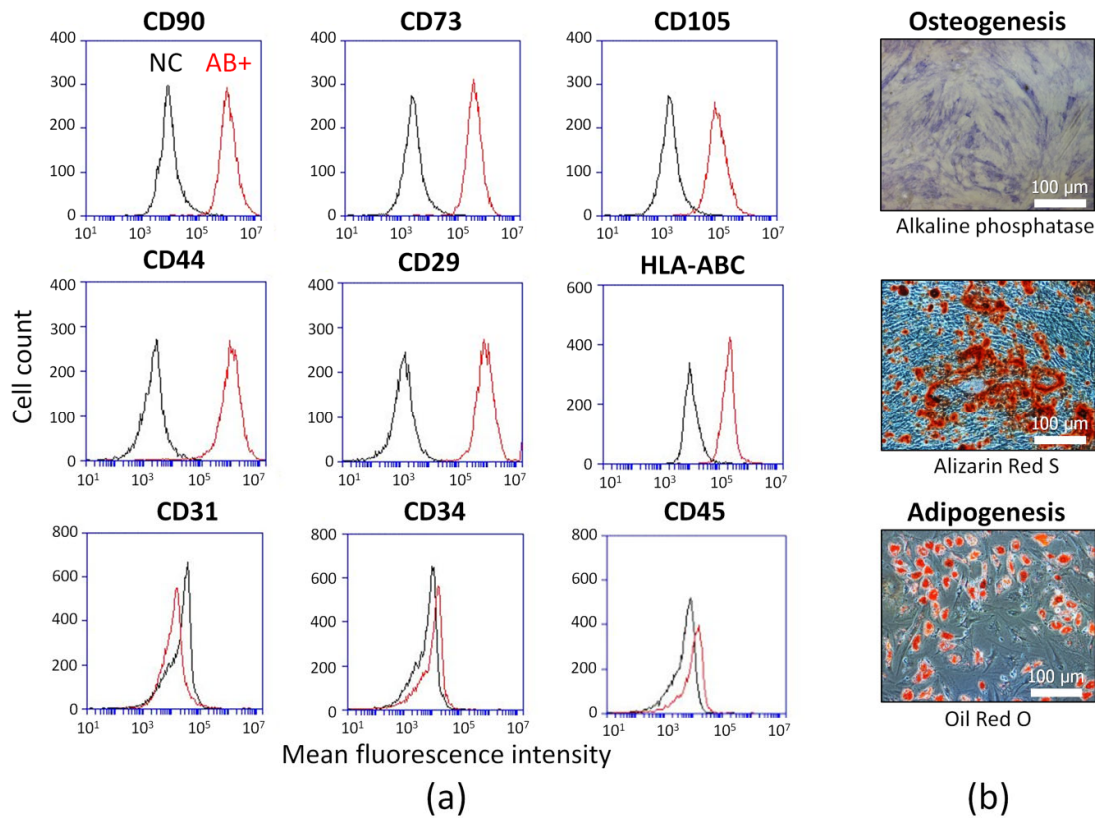 CD90 CD73 CD105 Osteogenesis
400 400 400
NC AB+
300 300 300
200 200 200
100 100 100
0 0 0
100 µm
10¹ 10³ 10⁵ 10⁷ 10¹ 10³ 10⁵ 10⁷ 10¹ 10³ 10⁵ 10⁷
Alkaline phosphatase
CD44 CD29 HLA-ABC
400 400 600
300 300
400
200 200
200
100 100
0 0 0
Cell count
100 µm
10¹ 10³ 10⁵ 10⁷ 10¹ 10³ 10⁵ 10⁷ 10¹ 10³ 10⁵ 10⁷
Alizarin Red S
CD31 CD34 CD45 Adipogenesis
800 800 800
600 600 600
400 400 400
200 200 200
0 0 0
100 µm
10¹ 10³ 10⁵ 10⁷ 10¹ 10³ 10⁵ 10⁷ 10¹ 10³ 10⁵ 10⁷
Oil Red O
Mean fluorescence intensity
(a) (b)